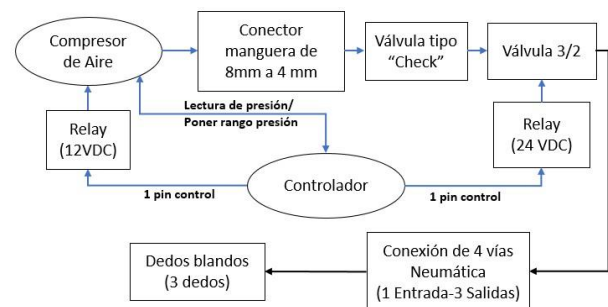 Compresor
de Aire
Conector
manguera de
8mm a 4 mm
Válvula tipo
“Check”
Válvula 3/2
Lectura de presión/
Poner rango presión
Relay
(12VDC)
Relay
(24 VDC)
1 pin control
Controlador
1 pin control
Dedos blandos
(3 dedos)
Conexión de 4 vías
Neumática
(1 Entrada-3 Salidas)